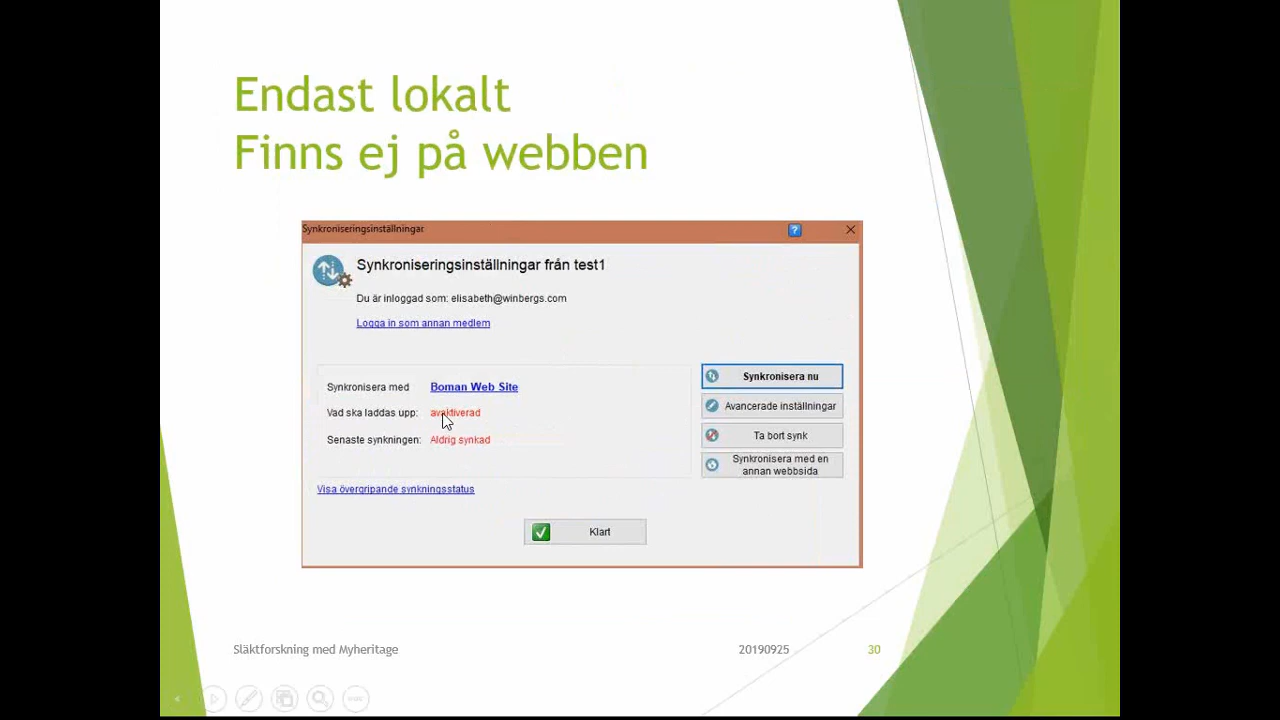 Endast lokalt
Finns ej på webben
Synkroniseringsinställningar
?
Synkroniseringsinställningar från test1
Du är inloggad som: elisabeth@winbergs.com
Logga in som annan medlem
Synkronisera med Boman Web Site
Vad ska laddas upp: avaktiverad
Senaste synkningen: Aldrig synkad
Visa övergripande synkningsstatus
Synkronisera nu
Avancerade inställningar
Ta bort synk
Synkronisera med en
annan webbsida
Klart
Släktforskning med Myheritage
20190925
30